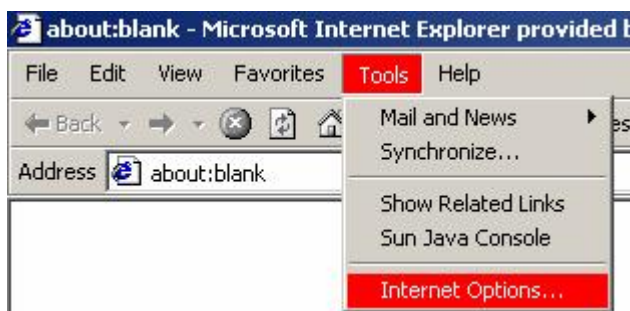 about:blank - Microsoft Internet Explorer provided
File Edit View Favorites Tools Help
Back
Mail and News
Synchronize...
Address about:blank
Show Related Links
Sun Java Console
Internet Options...